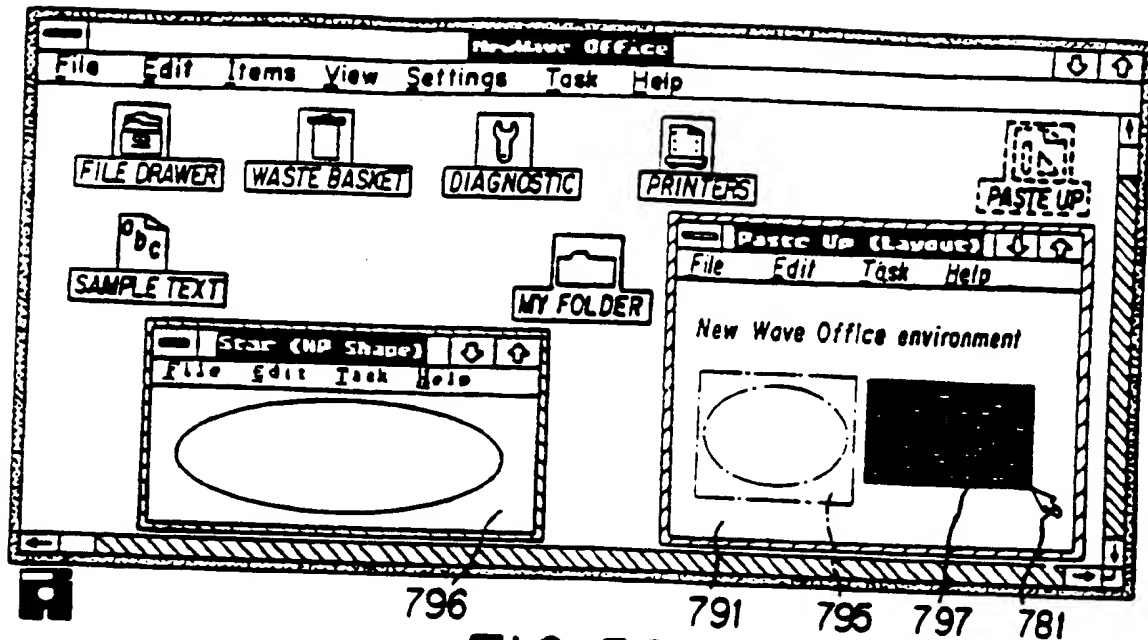 NewWave Office
File Edit Items View Settings Task Help
FILE DRAWER WASTE BASKET DIAGNOSTIC PRINTERS PASTE UP
abc
SAMPLE TEXT MY FOLDER
Paste Up (Layout)
File Edit Task Help
New Wave Office environment
Star (HP Shape)
File Edit Task Help
796 791 795 797 781